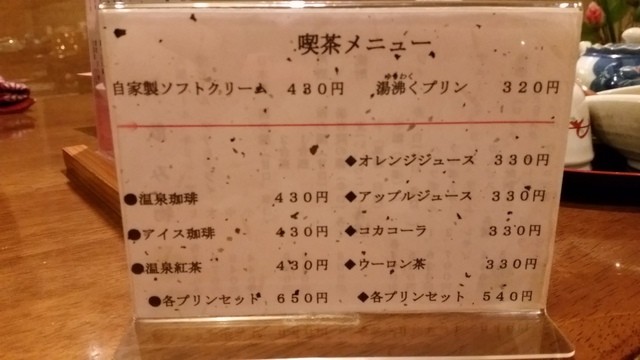 喫茶メニュー
自家製ソフトクリーム 430円 湯沸くプリン 320円
ゆ わく
◆オレンジジュース 330円
●温泉珈琲 430円 ◆アップルジュース 330円
●アイス珈琲 430円 ◆コカコーラ 330円
●温泉紅茶 430円 ◆ウーロン茶 330円
●各プリンセット 650円 ◆各プリンセット 540円